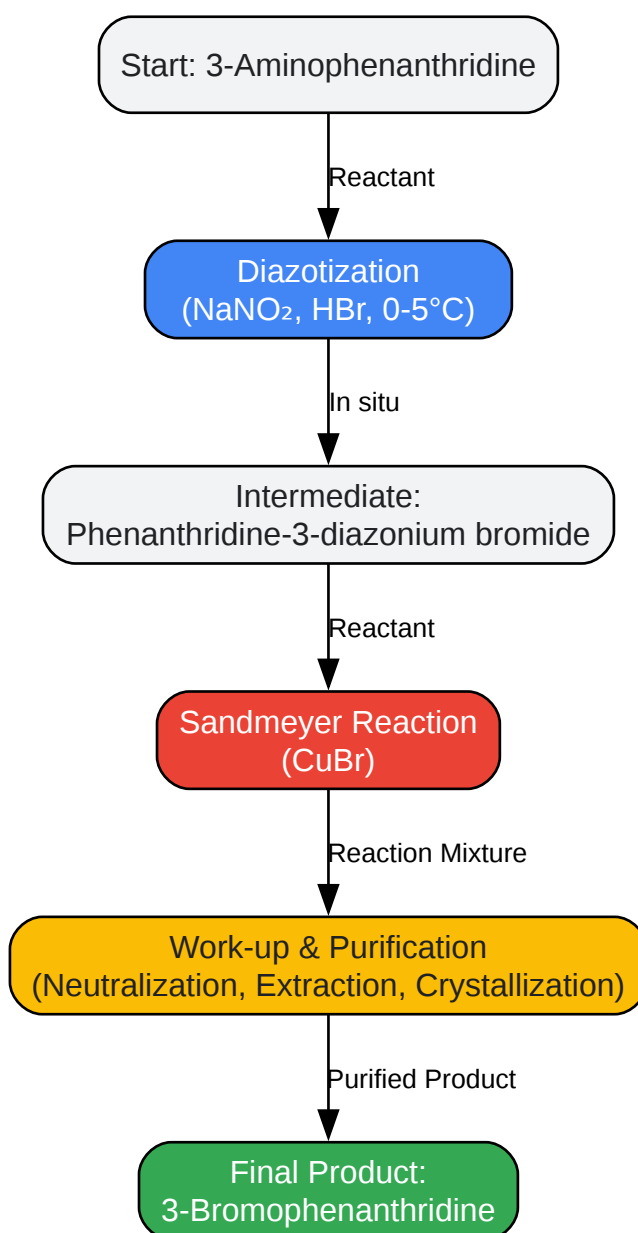 Start: 3-Aminophenanthridine
Reactant
Diazotization
(NaNO₂, HBr, 0-5°C)
In situ
Intermediate:
Phenanthridine-3-diazonium bromide
Reactant
Sandmeyer Reaction
(CuBr)
Reaction Mixture
Work-up & Purification
(Neutralization, Extraction, Crystallization)
Purified Product
Final Product:
3-Bromophenanthridine